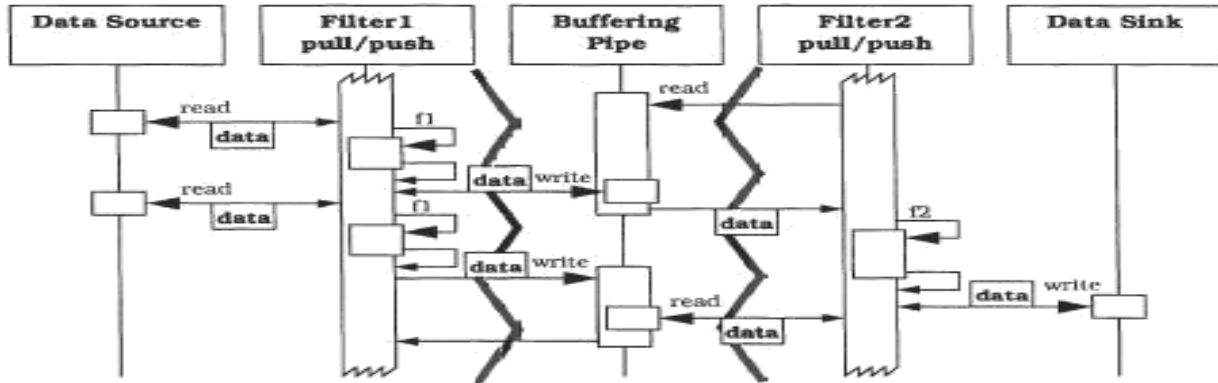 Data Source
Filter1
pull/push
Buffering
Pipe
Filter2
pull/push
Data Sink
read
read
data
f1
data
write
read
data
f1
data
f2
data
write
data
write
read
data